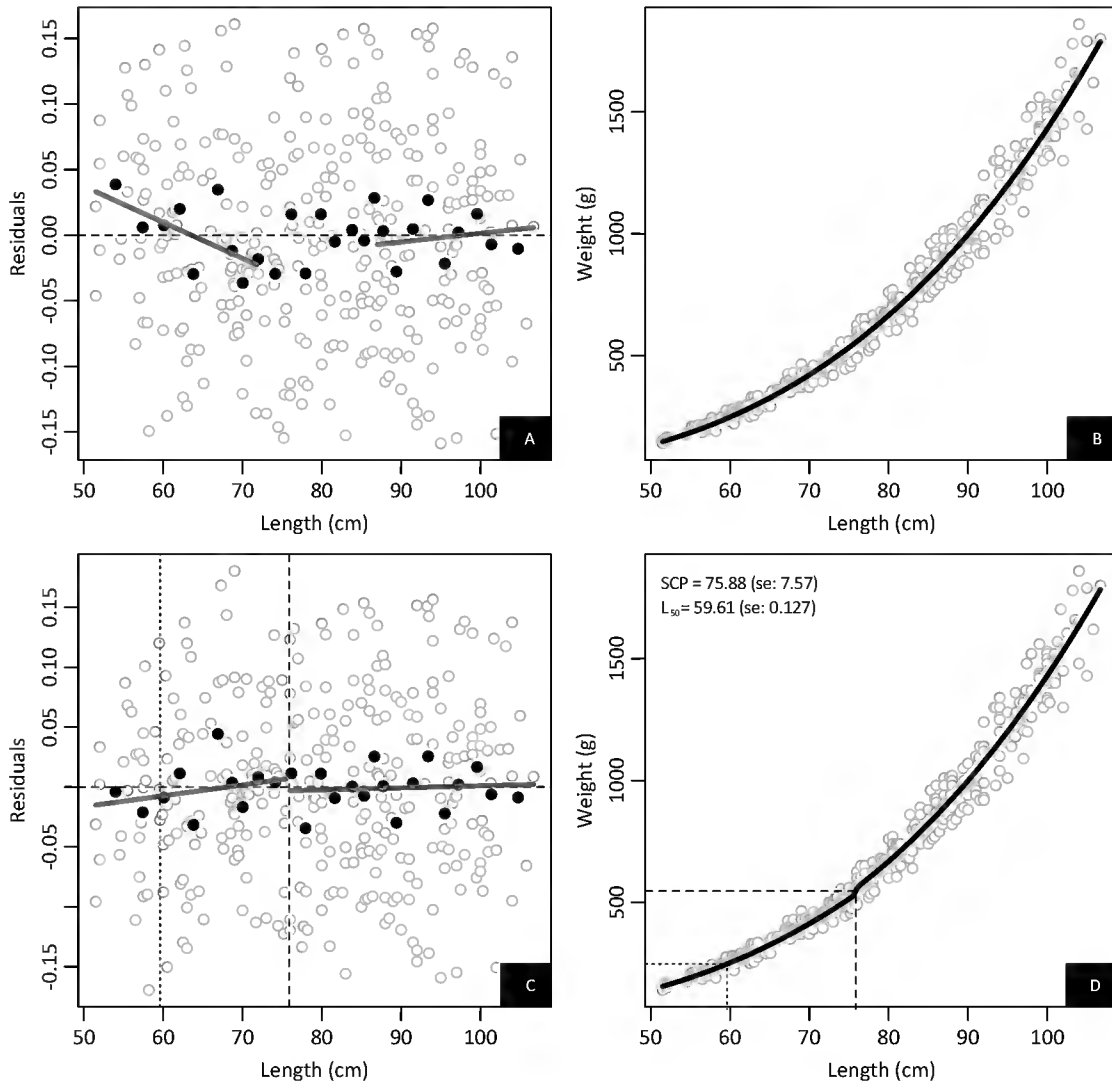 Residuals
0.15
0.10
0.05
0.00
-0.05
-0.10
-0.15
A
50 60 70 80 90 100
Length (cm)
Weight (g)
1500
1000
500
B
50 60 70 80 90 100
Length (cm)
Residuals
0.15
0.10
0.05
-0.05
-0.15
C
50 60 70 80 90 100
Length (cm)
Weight (g)
1500
1000
500
SCP = 75.88 (se: 7.57)
L50= 59.61 (se: 0.127)
D
50 60 70 80 90 100
Length (cm)